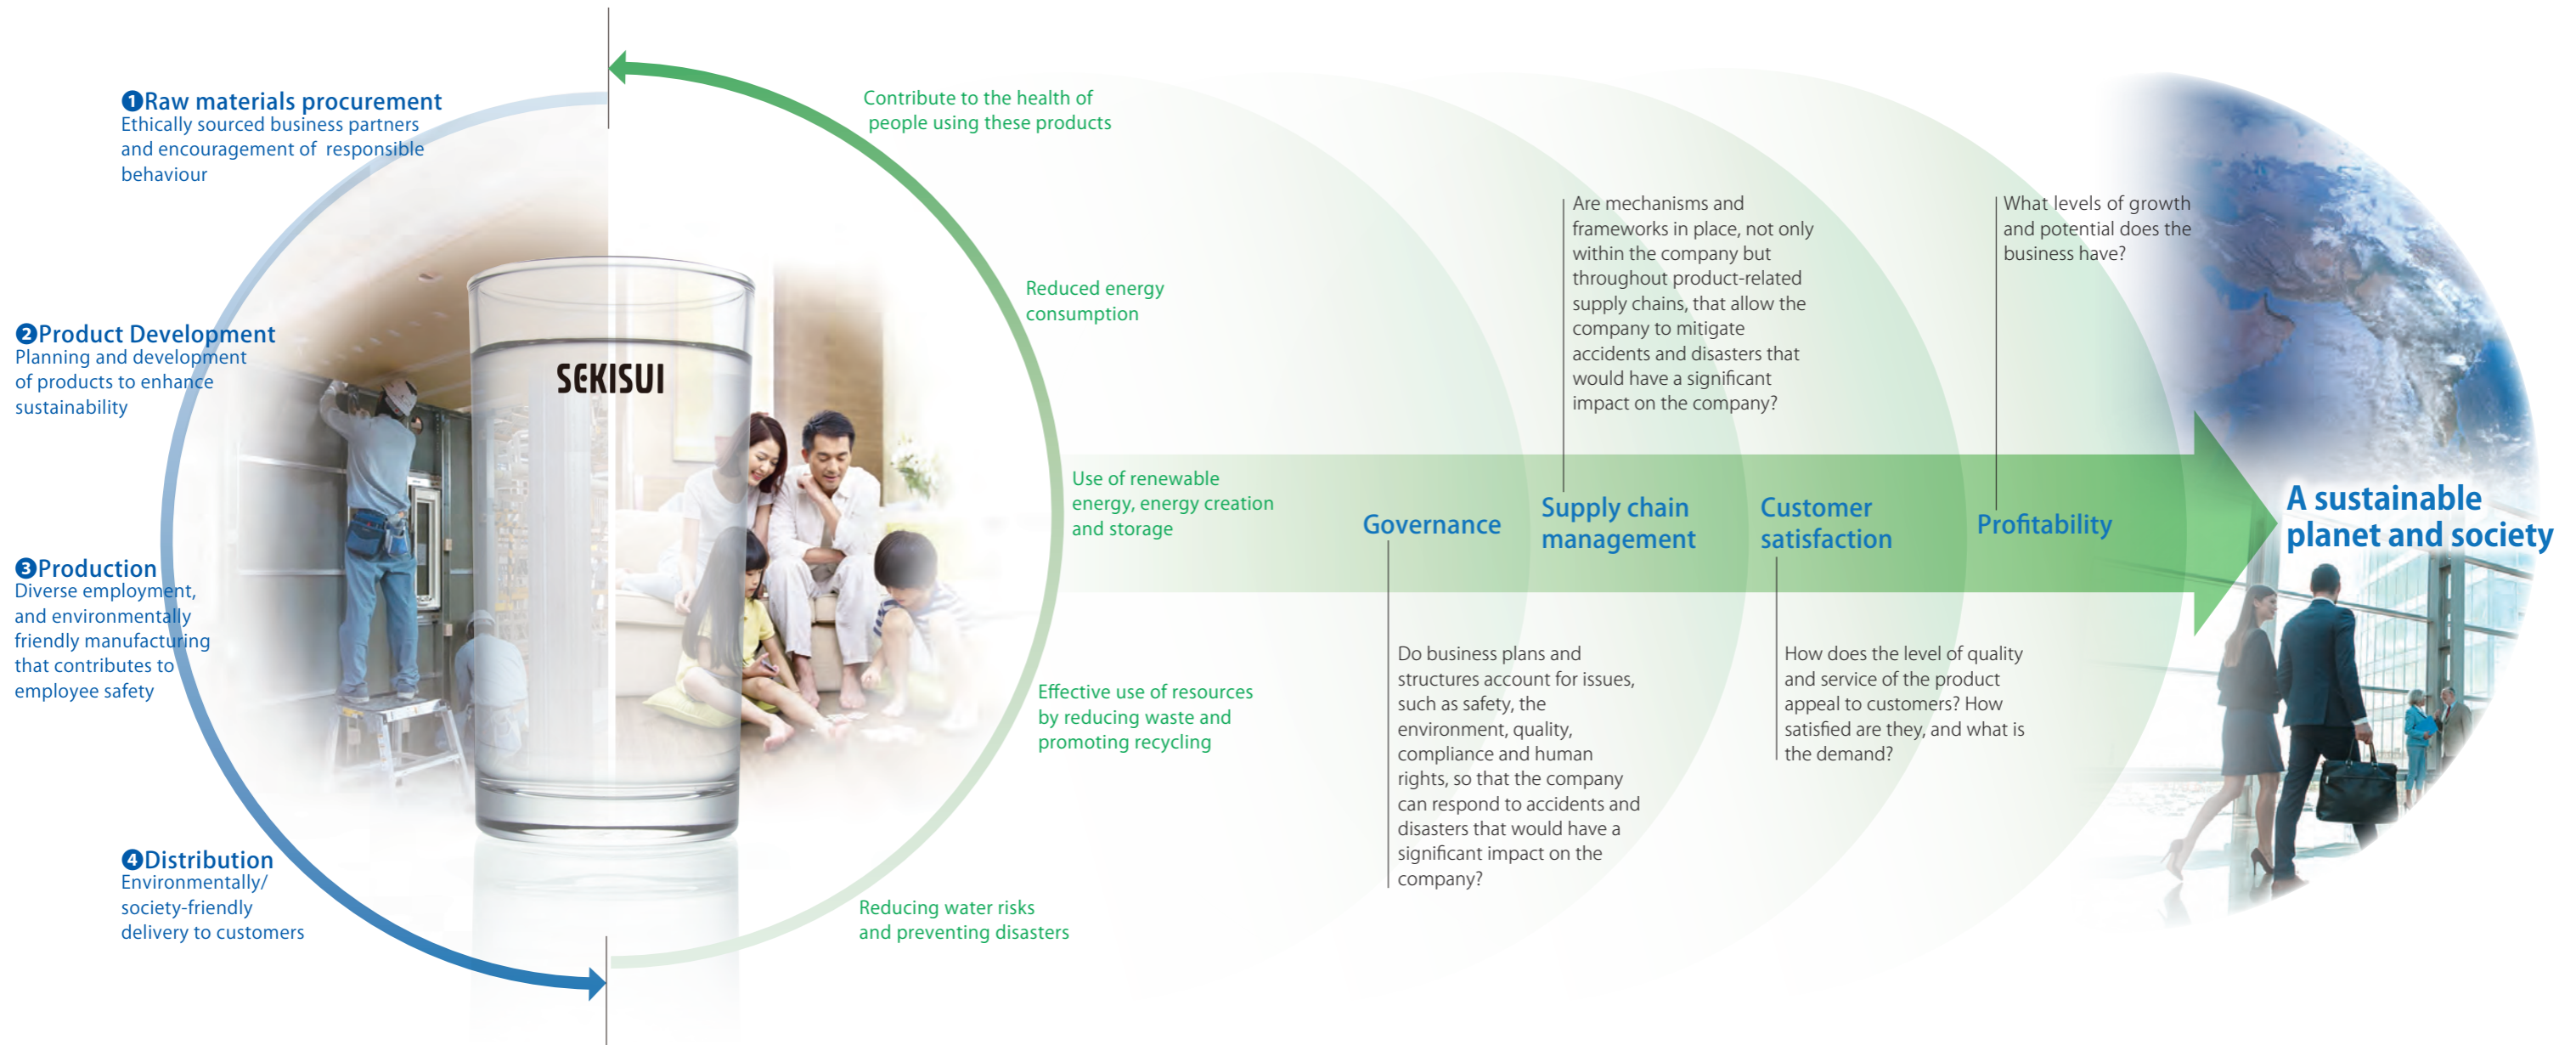 ❶Raw materials procurement
Ethically sourced business partners
and encouragement of responsible
behaviour
❷Product Development
Planning and development
of products to enhance
sustainability
❸Production
Diverse employment,
and environmentally
friendly manufacturing
that contributes to
employee safety
❹Distribution
Environmentally/
society-friendly
delivery to customers
SEKISUI
Contribute to the health of
people using these products
Reduced energy
consumption
Use of renewable
energy, energy creation
and storage
Effective use of resources
by reducing waste and
promoting recycling
Reducing water risks
and preventing disasters
Governance
Do business plans and
structures account for issues,
such as safety, the
environment, quality,
compliance and human
rights, so that the company
can respond to accidents and
disasters that would have a
significant impact on the
company?
Are mechanisms and
frameworks in place, not only
within the company but
throughout product-related
supply chains, that allow the
company to mitigate
accidents and disasters that
would have a significant
impact on the company?
Supply chain
management
Customer
satisfaction
How does the level of quality
and service of the product
appeal to customers? How
satisfied are they, and what is
the demand?
What levels of growth
and potential does the
business have?
Profitability
A sustainable
planet and society